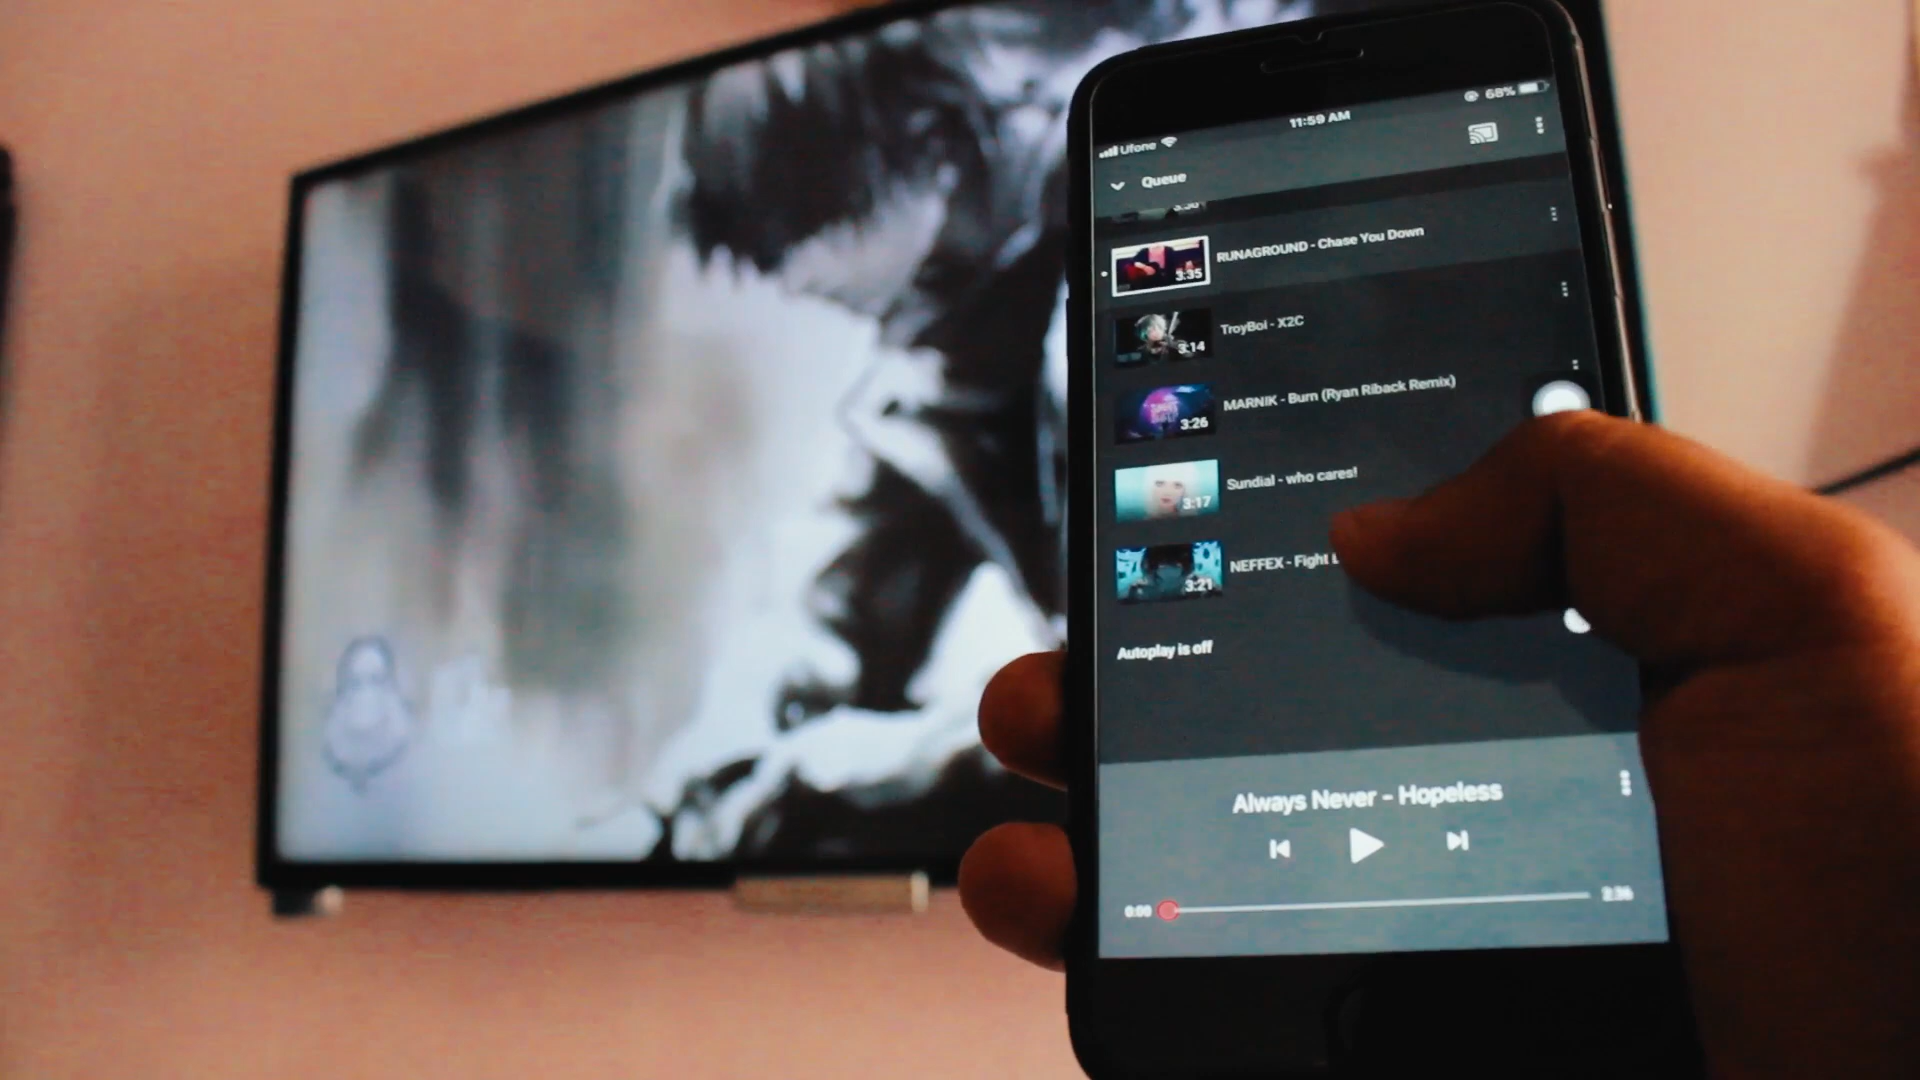 11:59 AM
68%
Ufone
Queue
RUNAGROUND - Chase You Down
3:35
TroyBoi - X2C
3:14
MARNIK - Burn (Ryan Riback Remix)
3:26
Sundial - who cares!
3:17
NEFFEX - Fight
3:21
Autoplay is off
Always Never - Hopeless
0:00
2:36